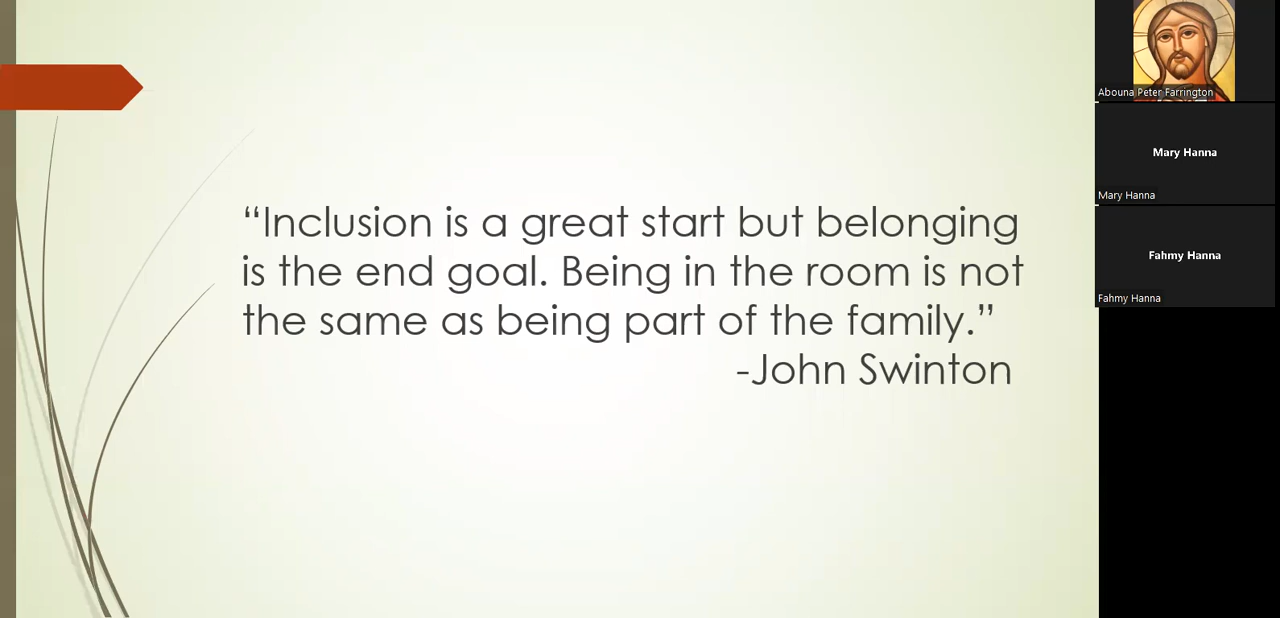 “Inclusion is a great start but belonging
is the end goal. Being in the room is not
the same as being part of the family.”
-John Swinton
Abouna Peter Farrington
Mary Hanna
Mary Hanna
Fahmy Hanna
Fahmy Hanna